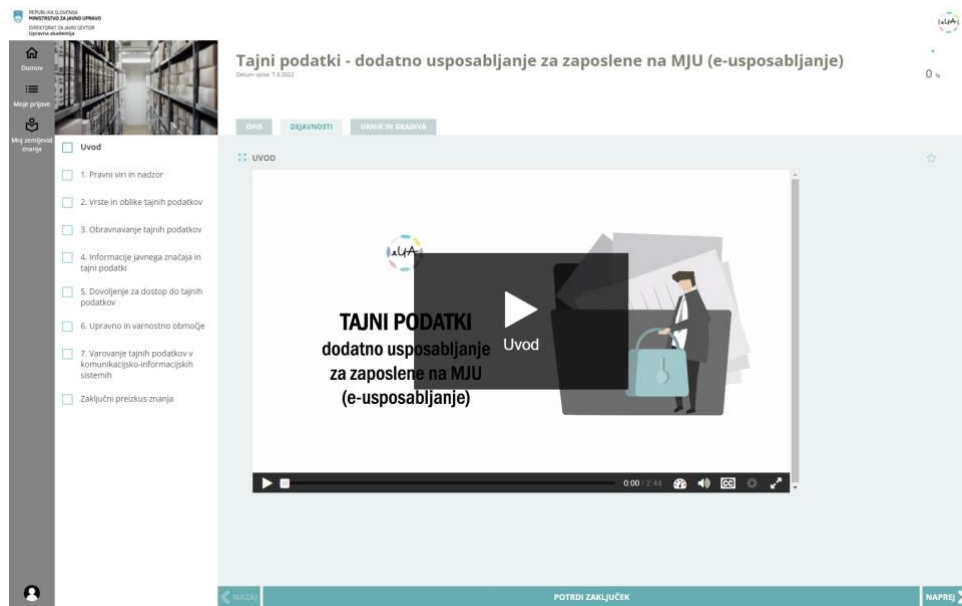 REPUBLIKA SLOVENIJA
MINISTRSTVO ZA JAVNO UPRAVO
DIREKTORAT ZA JAVNI SEKTOR
Upravna akademija
Domov
Moje prijave
Moj zemljevid
znanja
Tajni podatki - dodatno usposabljanje za zaposlene na MJU (e-usposabljanje)
0 %
OPIS
DEJAVNOSTI
URNIK IN GRADIVA
Uvod
1. Pravni viri in nadzor
2. Vrste in oblike tajnih podatkov
3. Obravnavanje tajnih podatkov
4. Informacije javnega značaja in
tajni podatki
5. Dovoljenje za dostop do tajnih
podatkov
6. Upravno in varnostno območje
7. Varovanje tajnih podatkov v
komunikacijsko-informacijskih
sistemih
Zaključni preizkus znanja
UVOD
eUA
TAJNI PODATKI
dodatno usposabljanje
za zaposlene na MJU
(e-usposabljanje)
Uvod
0:00 / 2:44
CC
NAZAJ
POTRDI ZAKLJUČEK
NAPREJ